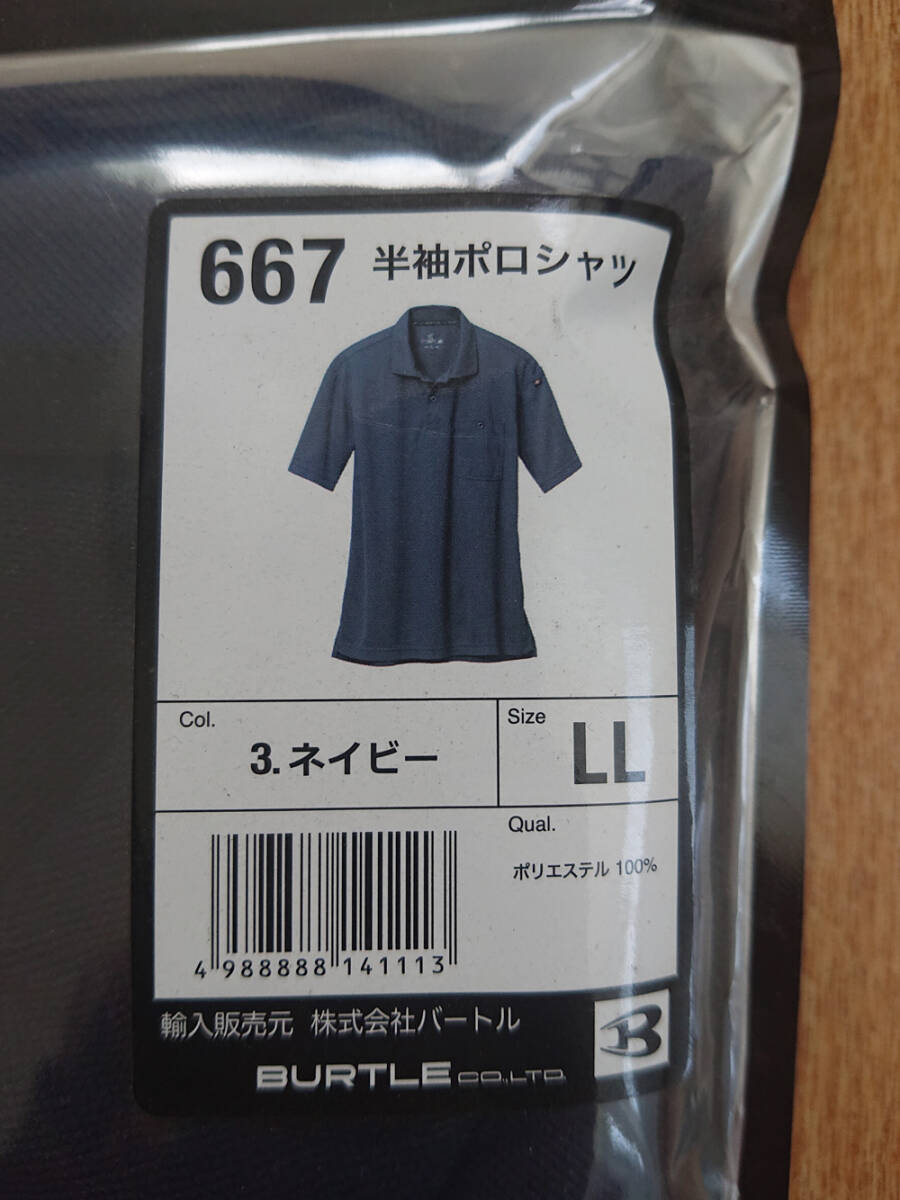 667 半袖ポロシャツ
Col.
3.ネイビー
Size
LL
Qual.
ポリエステル 100%
4 988888 141113
輸入販売元 株式会社バートル
BURTLE CO.,LTD.
B